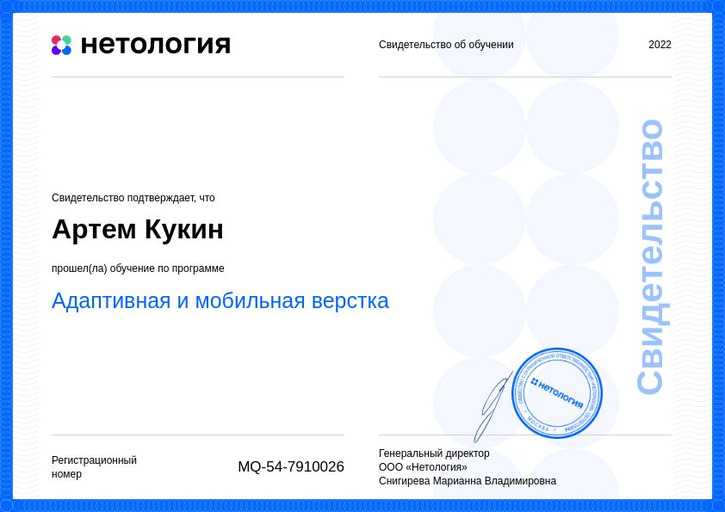 нетология
Свидетельство об обучении
2022
Свидетельство
Свидетельство подтверждает, что
Артем Кукин
прошел(ла) обучение по программе
Адаптивная и мобильная верстка
нетология
МОСКВА
Регистрационный
номер
MQ-54-7910026
Генеральный директор
ООО «Нетология»
Снигирева Марианна Владимировна